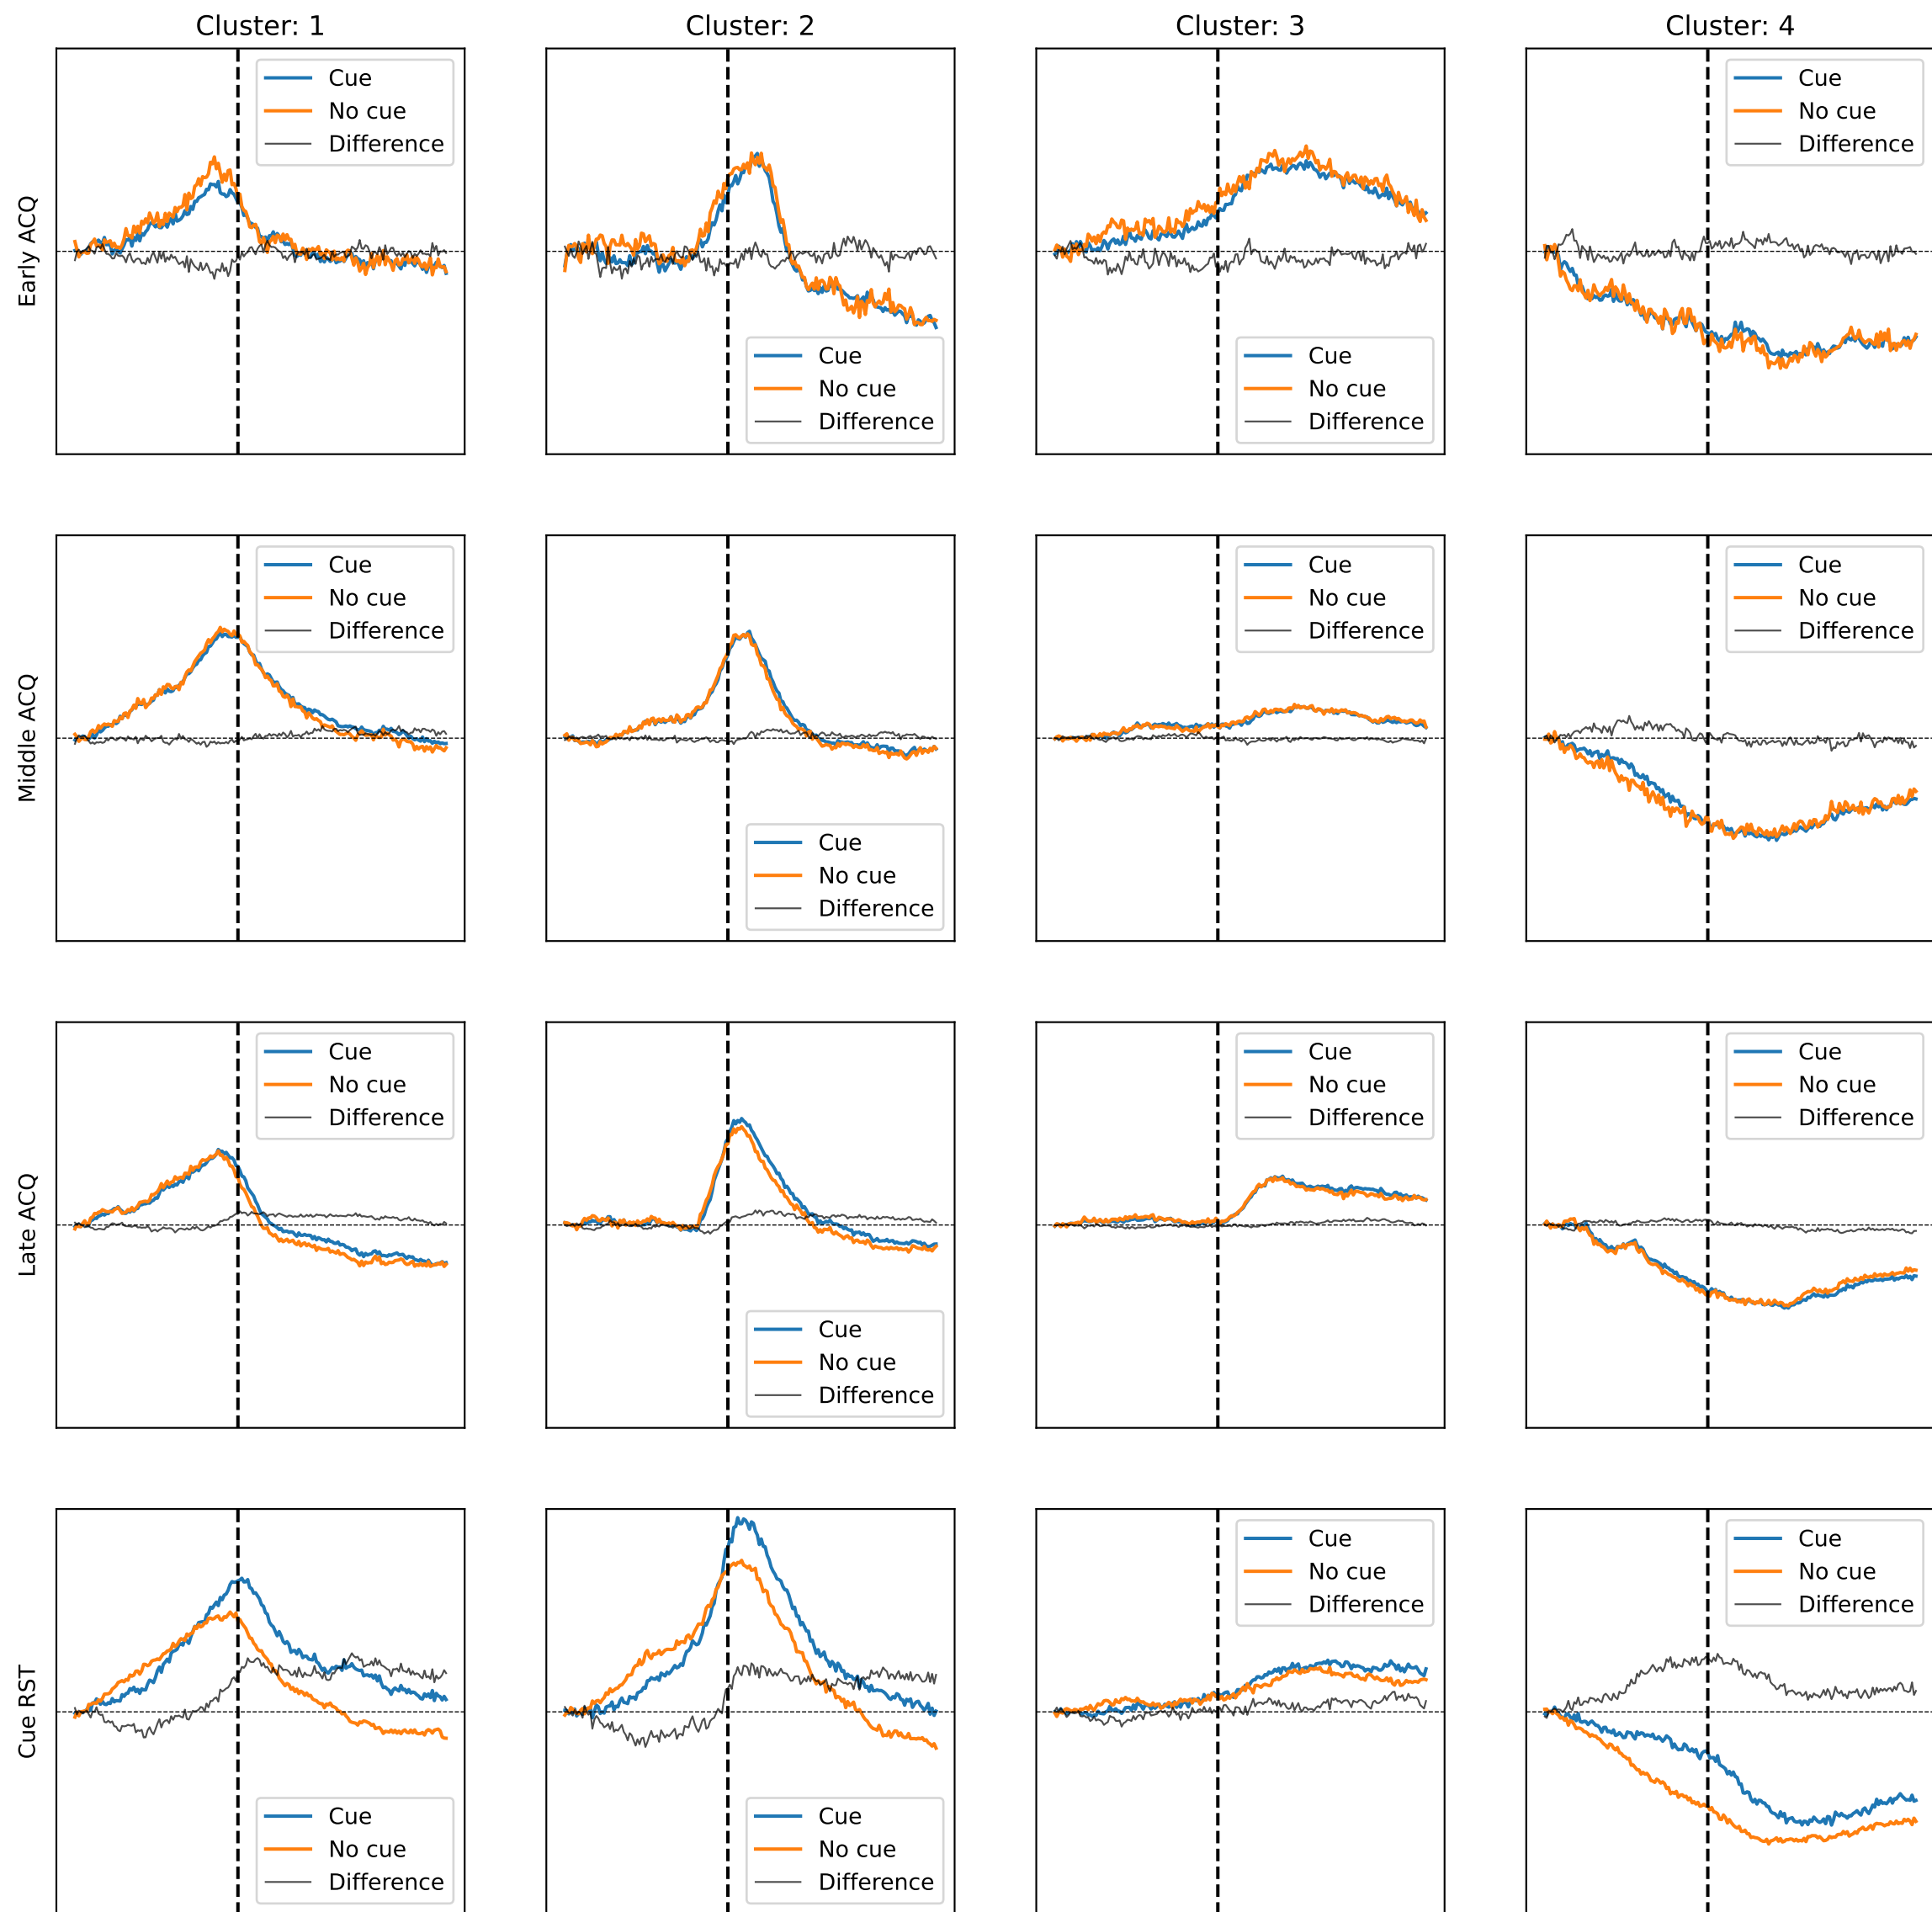 Cluster: 1
Cluster: 2
Cluster: 3
Cluster: 4
Early ACQ
Cue
No cue
Difference
Cue
No cue
Difference
Cue
No cue
Difference
Cue
No cue
Difference
Middle ACQ
Cue
No cue
Difference
Cue
No cue
Difference
Cue
No cue
Difference
Cue
No cue
Difference
Late ACQ
Cue
No cue
Difference
Cue
No cue
Difference
Cue
No cue
Difference
Cue
No cue
Difference
Cue RST
Cue
No cue
Difference
Cue
No cue
Difference
Cue
No cue
Difference
Cue
No cue
Difference